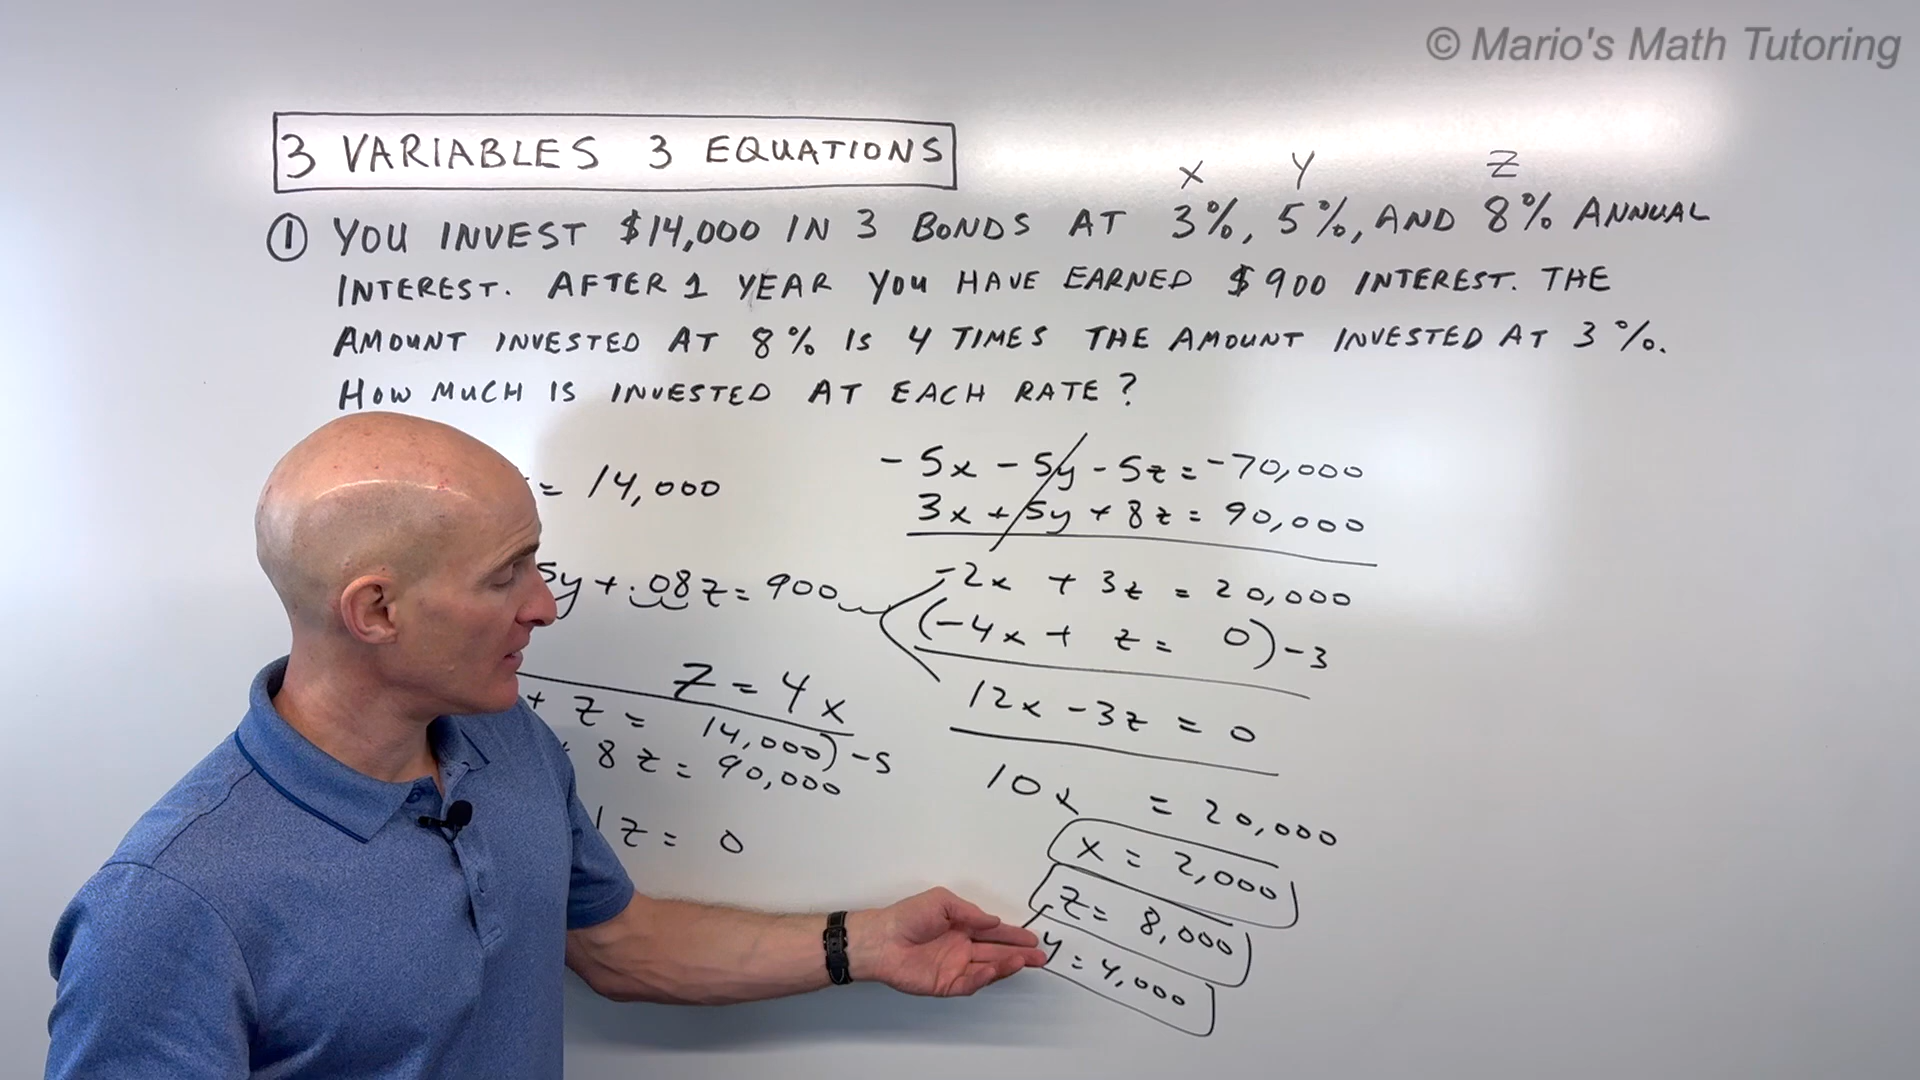 © Mario's Math Tutoring
3 VARIABLES 3 EQUATIONS
X Y Z
① YOU INVEST $14,000 IN 3 BONDS AT 3%, 5%, AND 8% ANNUAL
INTEREST. AFTER 1 YEAR YOU HAVE EARNED $900 INTEREST. THE
AMOUNT INVESTED AT 8% IS 4 TIMES THE AMOUNT INVESTED AT 3%.
HOW MUCH IS INVESTED AT EACH RATE?
= 14,000
5y + .08z = 900
z = 4x
+ z = 14,000) -5
+ 8z = 90,000
1z = 0
-5x - 5y - 5z = -70,000
3x + 5y + 8z = 90,000
-2x + 3z = 20,000
(-4x + z = 0) -3
12x - 3z = 0
10x = 20,000
x = 2,000
z = 8,000
y = 4,000